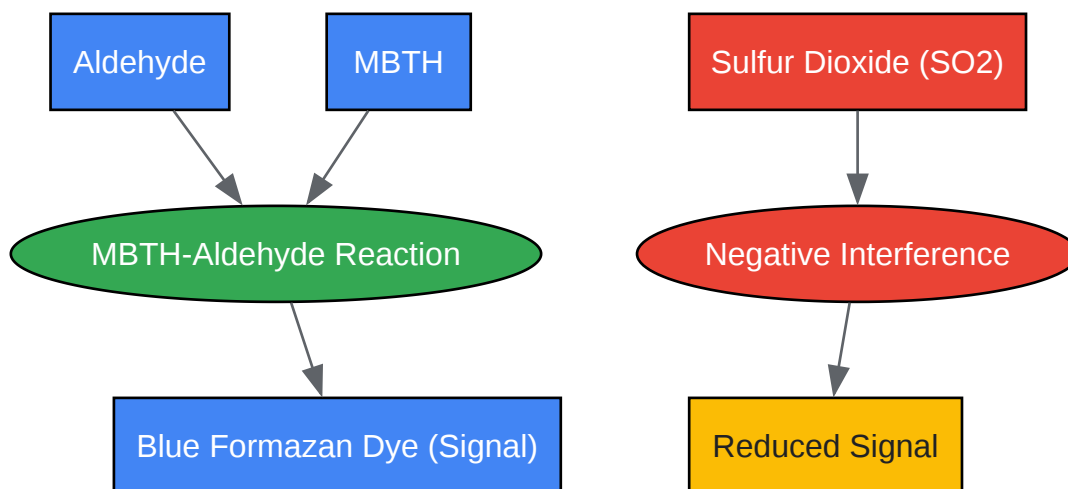 Aldehyde
MBTH
Sulfur Dioxide (SO2)
MBTH-Aldehyde Reaction
Negative Interference
Blue Formazan Dye (Signal)
Reduced Signal